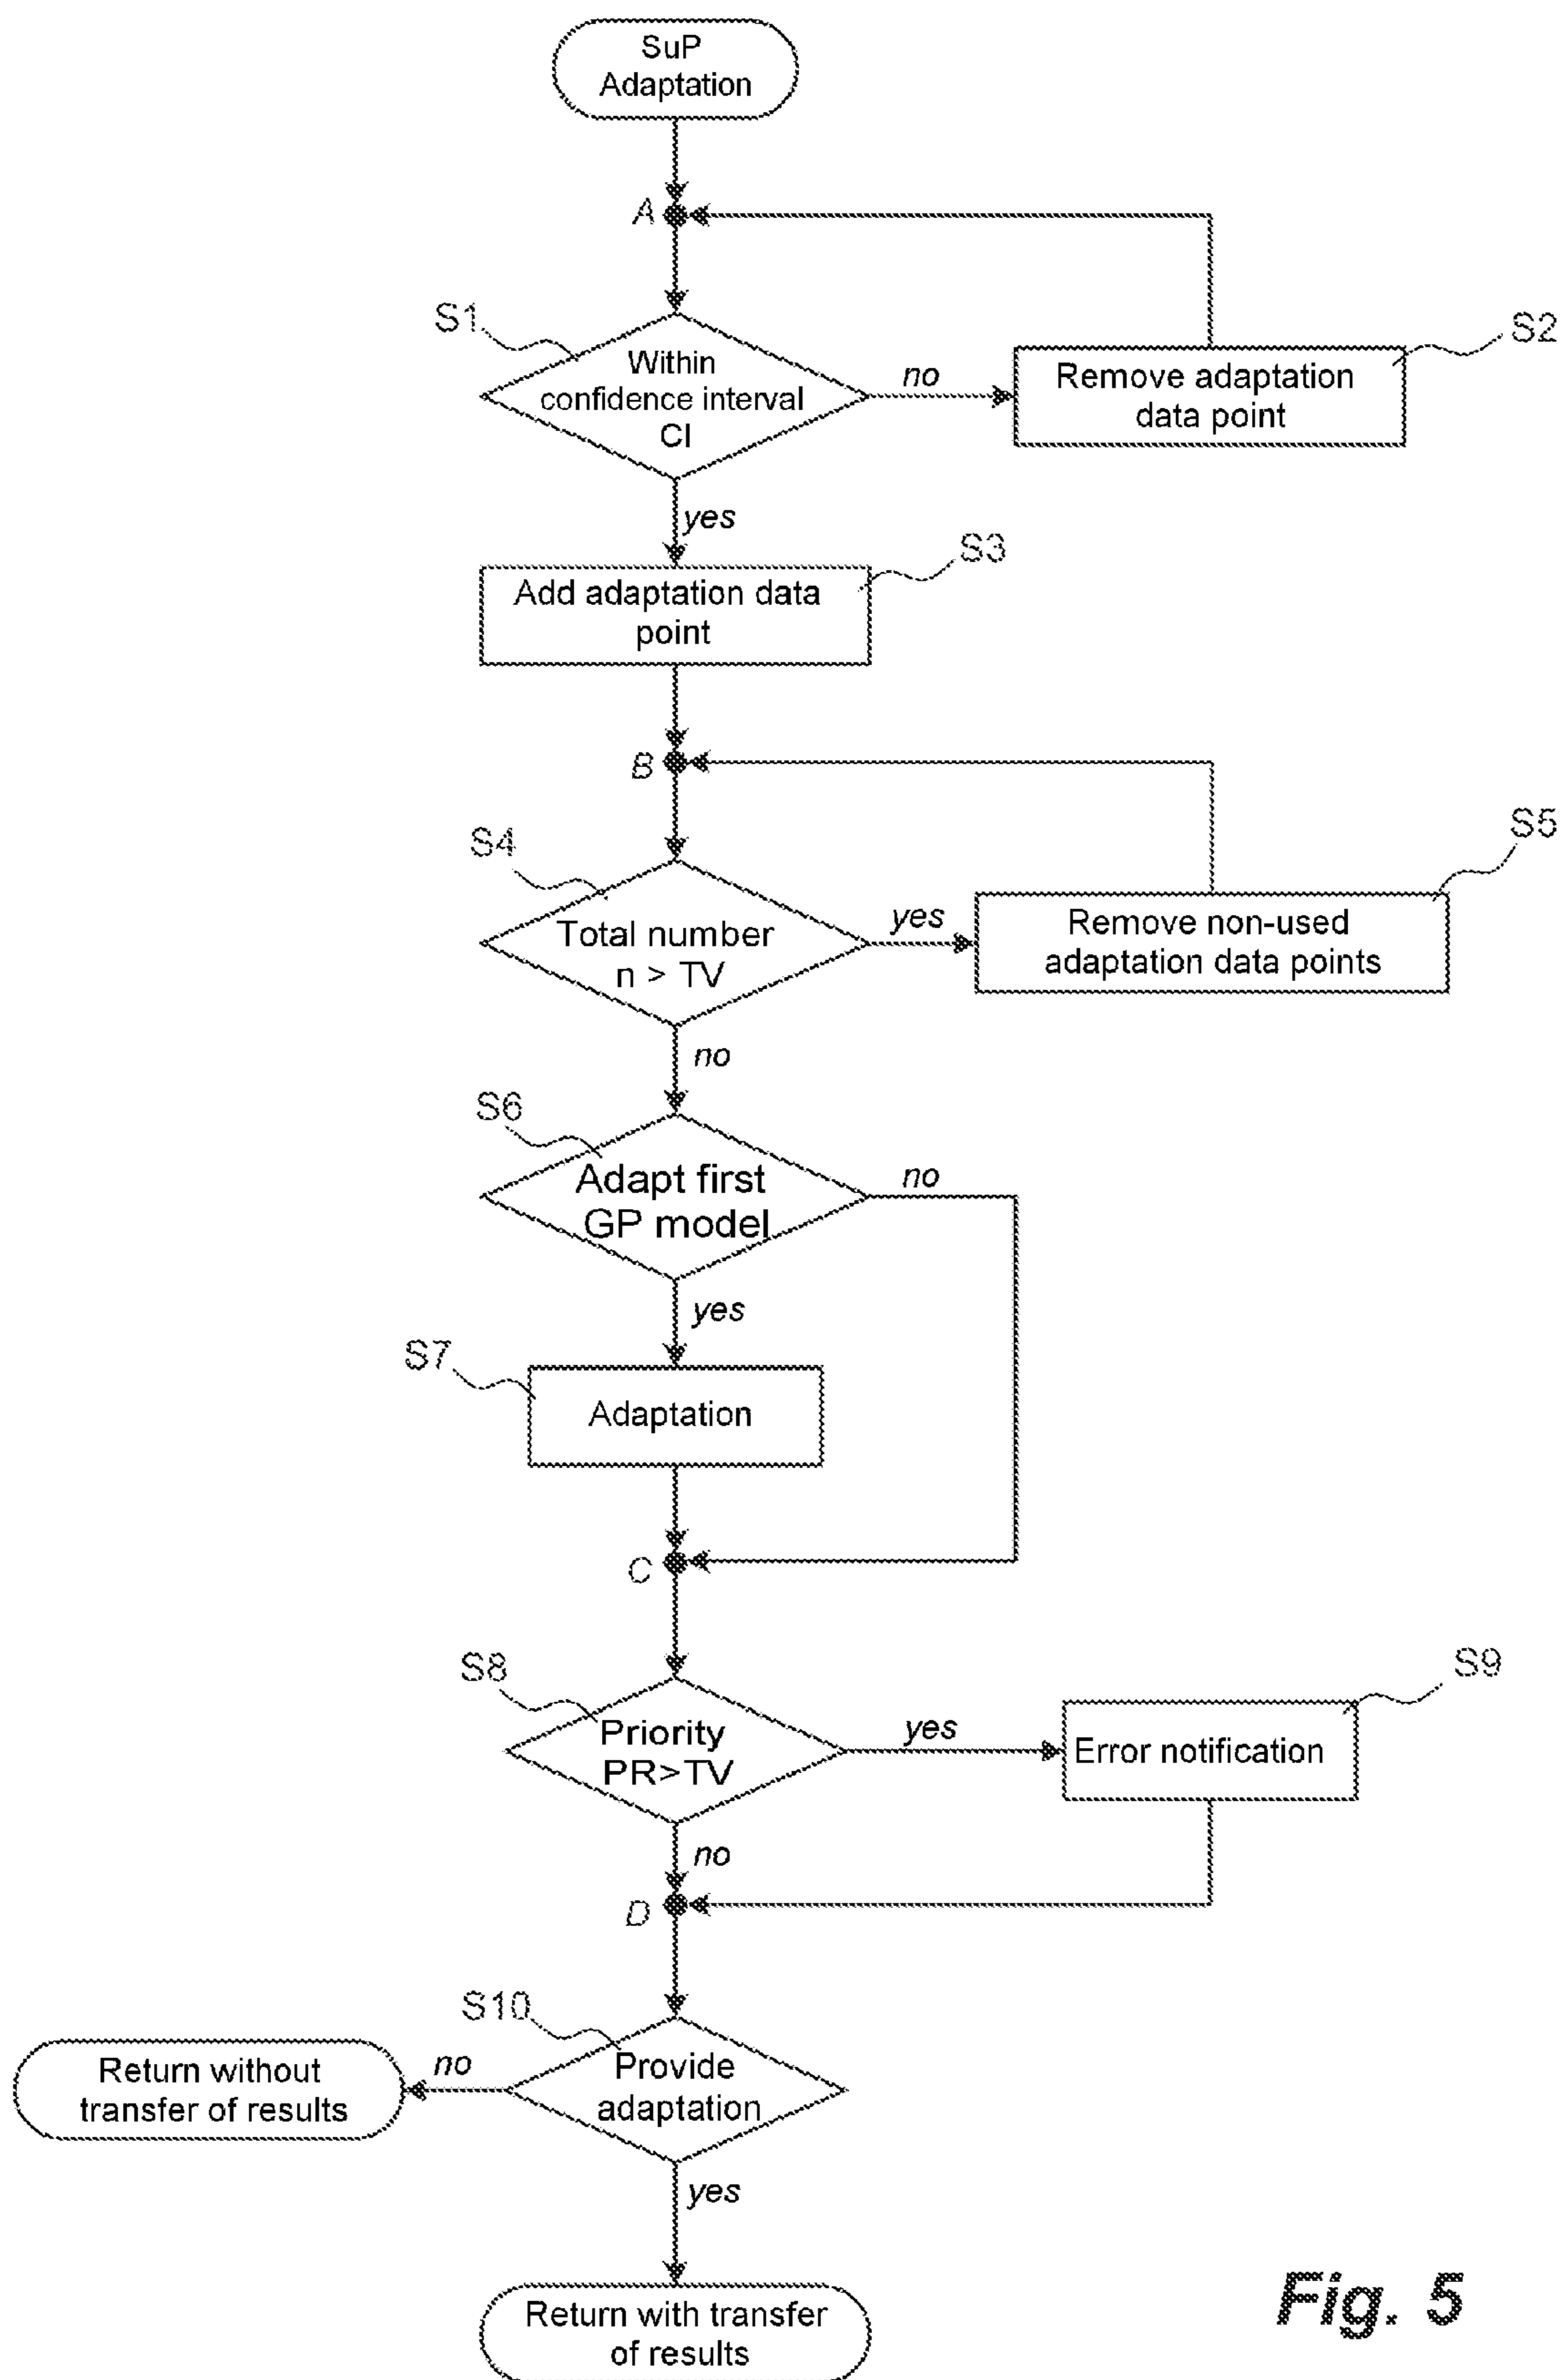 SuP
Adaptation
A
S1
Within
confidence interval
CI
no
S2
Remove adaptation
data point
yes
S3
Add adaptation data
point
B
S4
Total number
n > TV
yes
S5
Remove non-used
adaptation data points
no
S6
Adapt first
GP model
no
yes
S7
Adaptation
C
S8
Priority
PR>TV
yes
S9
Error notification
no
D
S10
Provide
adaptation
no
Return without
transfer of results
yes
Return with transfer
of results
Fig. 5